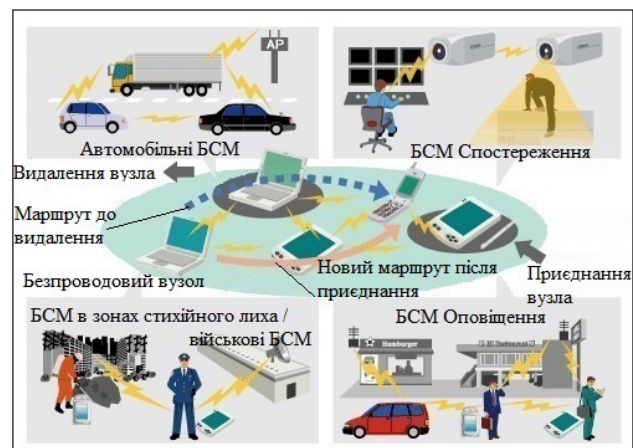 AP
Автомобільні БСМ
БСМ Спостереження
Видалення вузла
Маршрут до
видалення
Безпроводовий вузол
Новий маршрут після
приєднання
Приєднання
вузла
БСМ в зонах стихійного лиха /
військові БСМ
БСМ Оповіщення
Hamburger
Restaurant